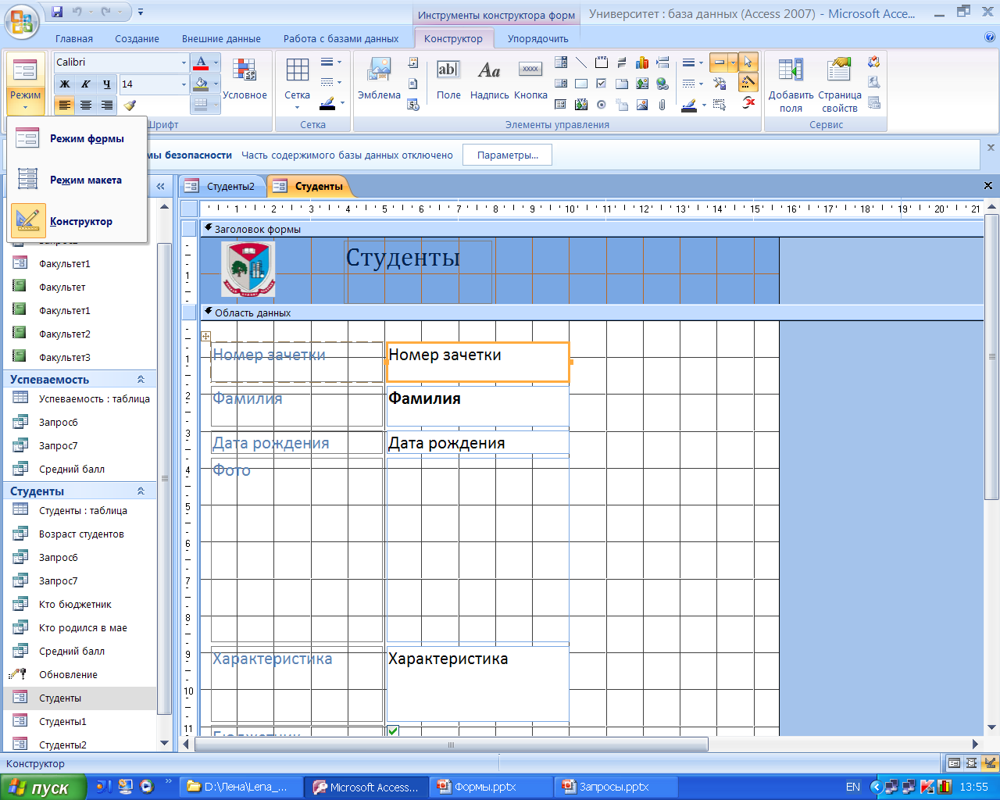 Инструменты конструктора форм
Университет : база данных (Access 2007) - Microsoft Acce...
Главная Создание Внешние данные Работа с базами данных Конструктор Упорядочить
Режим
Calibri
Ж К Ч
14
Условное
Шрифт
Сетка
Сетка
Эмблема
ab|
Поле
Аа
Надпись
xxxx
Кнопка
Элементы управления
Добавить поля
Страница свойств
Сервис
Режим формы
Режим макета
Конструктор
мы безопасности Часть содержимого базы данных отключено Параметры...
Студенты2 Студенты
1 2 3 4 5 6 7 8 9 10 11 12 13 14 15 16 17 18 19 20 21
Заголовок формы
Студенты
Область данных
Номер зачетки Номер зачетки
Фамилия Фамилия
Дата рождения Дата рождения
Фото
Характеристика Характеристика
Бюджетник
1
1
2
3
4
5
6
7
8
9
10
11
Факультет1
Факультет
Факультет1
Факультет2
Факультет3
Успеваемость
Успеваемость : таблица
Запрос6
Запрос7
Средний балл
Студенты
Студенты : таблица
Возраст студентов
Запрос6
Запрос7
Кто бюджетник
Кто родился в мае
Средний балл
Обновление
Студенты
Студенты1
Студенты2
Конструктор
пуск
D:\Лена\Lena_...
Microsoft Access...
Формы.pptx
Запросы.pptx
EN
13:55